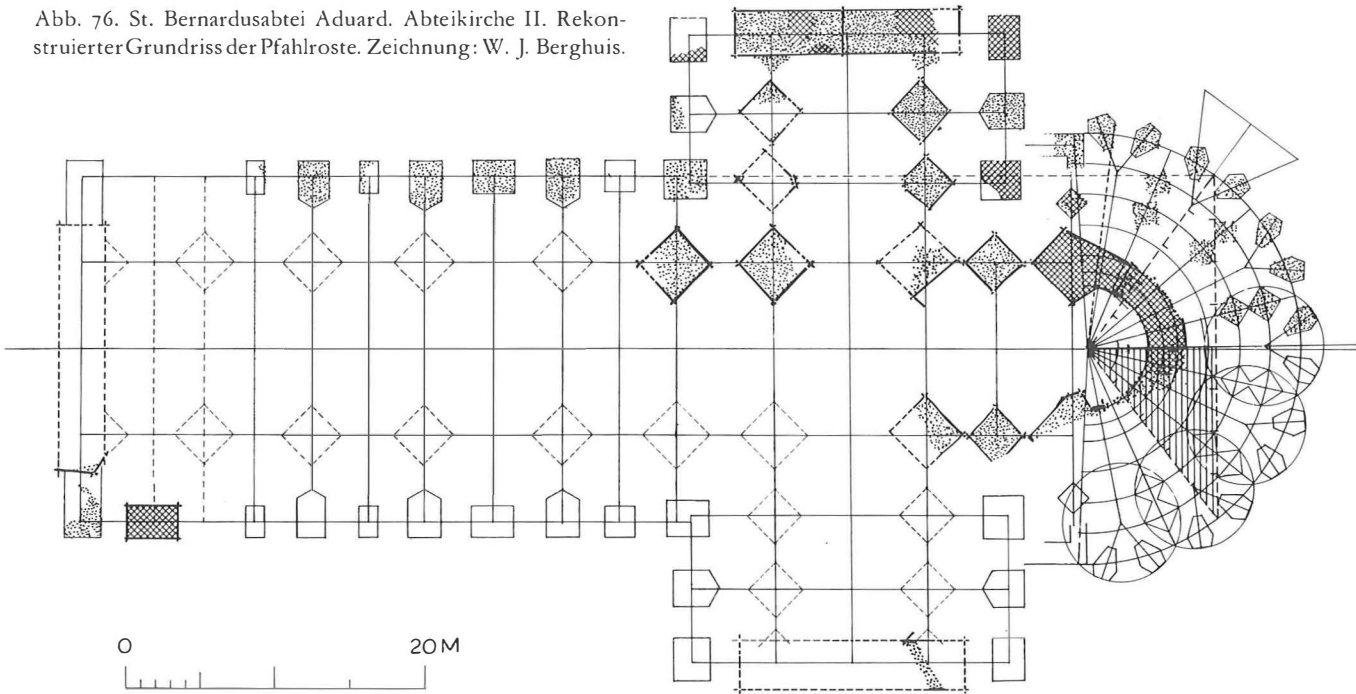 Abb. 76. St. Bernardusabtei Aduard. Abteikirche II. Rekon-
struierter Grundriss der Pfahlroste. Zeichnung: W. J. Berghuis.
0 20 M